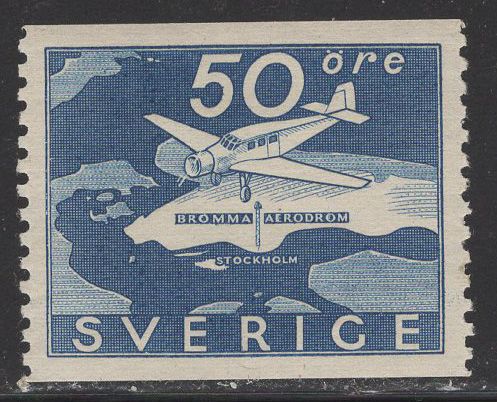 50 öre
BROMMA AERODROM
STOCKHOLM
SVERIGE